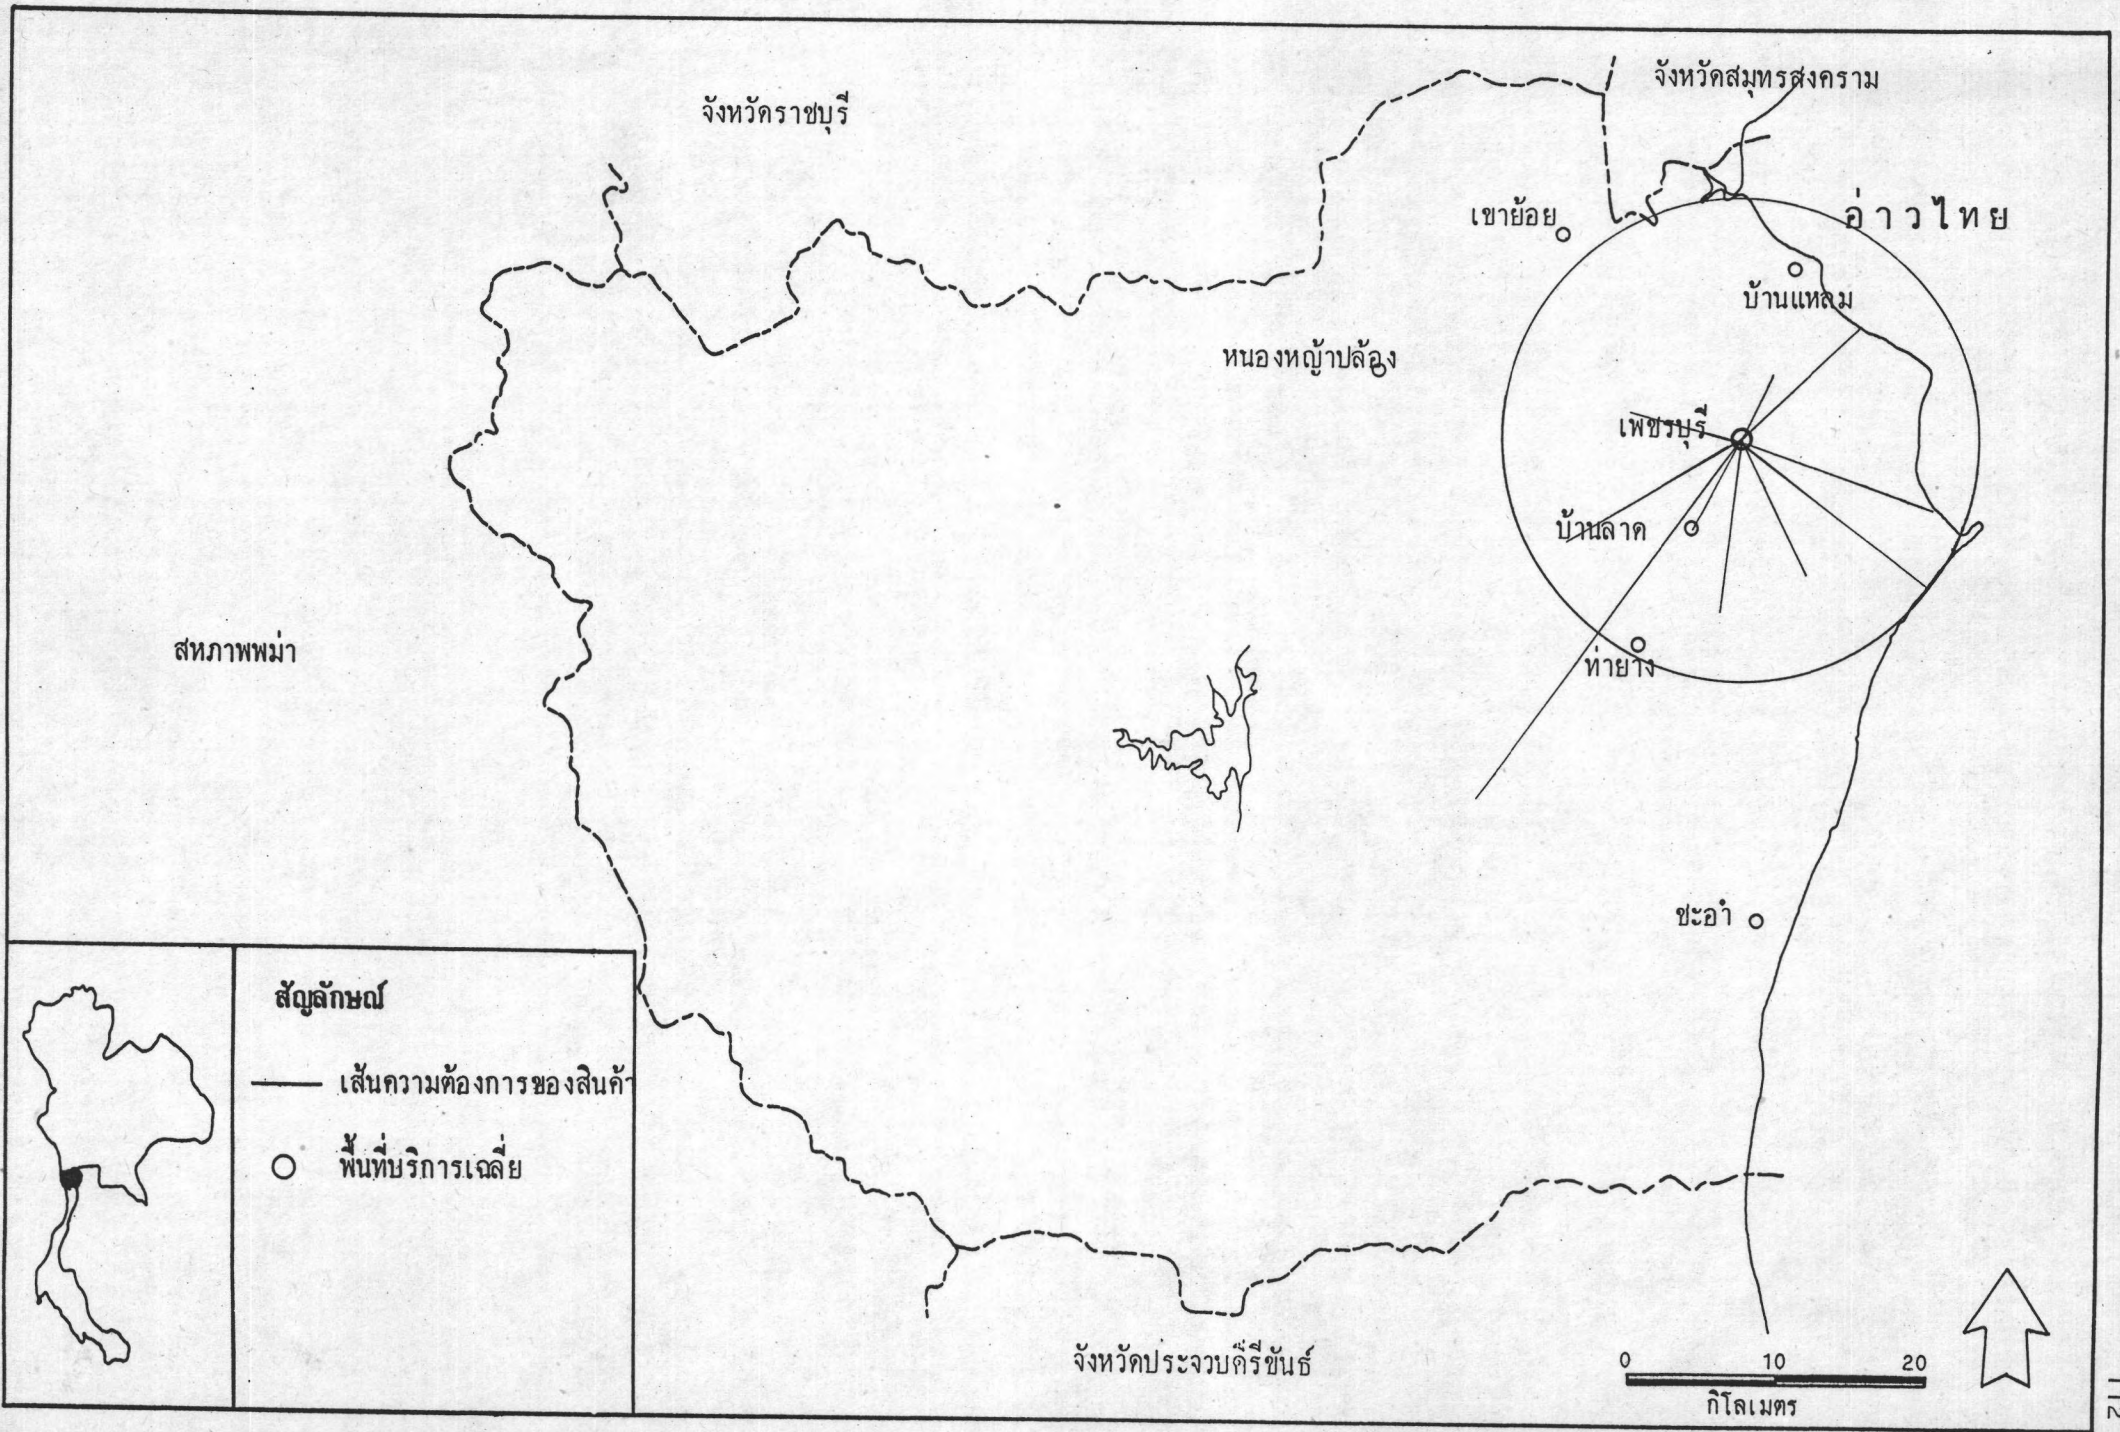 จังหวัดสมุทรสงคราม
จังหวัดราชบุรี
เขาย้อย
อ่าวไทย
บ้านแหลม
หนองหญ้าปล้อง
เพชรบุรี
บ้านลาด
สหภาพพม่า
ท่ายาง
ชะอำ
สัญลักษณ์
เส้นความต้องการของสินค้า
พื้นที่บริการเฉลี่ย
จังหวัดประจวบคีรีขันธ์
0 10 20
กิโลเมตร
112